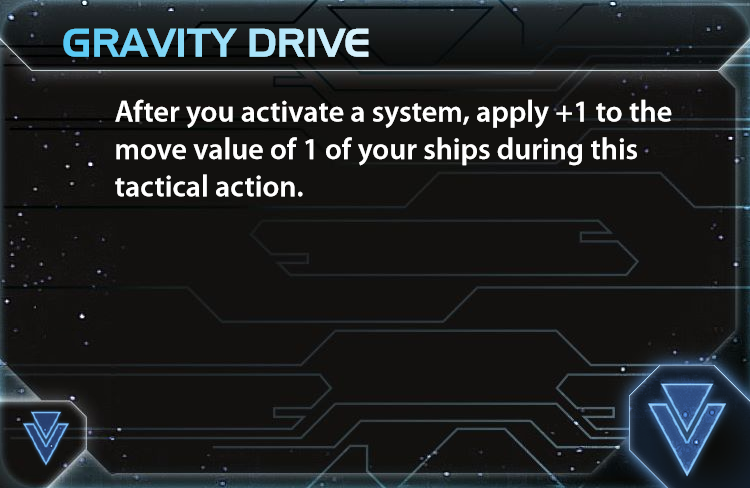 GRAVITY DRIVE
After you activate a system, apply +1 to the
move value of 1 of your ships during this
tactical action.